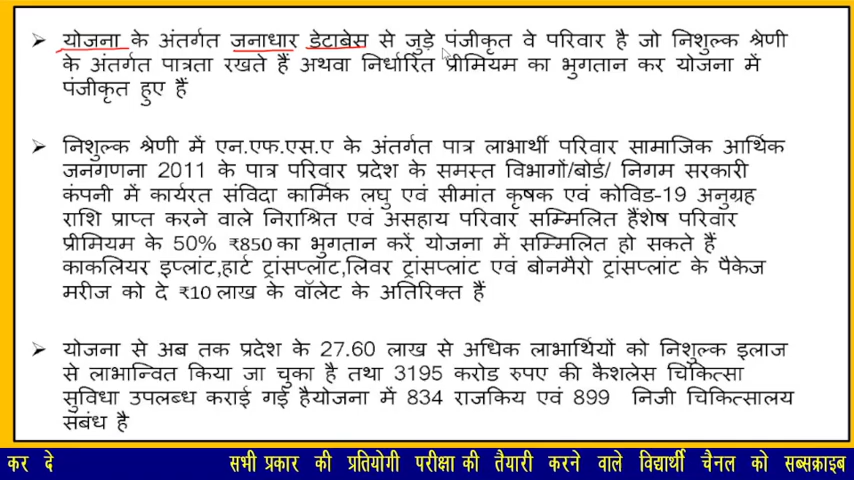 योजना के अंतर्गत जनाधार डेटाबेस से जुड़े पंजीकृत वे परिवार है जो निशुल्क श्रेणी
के अंतर्गत पात्रता रखते हैं अथवा निर्धारित प्रीमियम का भुगतान कर योजना में
पंजीकृत हुए हैं
निशुल्क श्रेणी में एन.एफ.एस.ए के अंतर्गत पात्र लाभार्थी परिवार सामाजिक आर्थिक
जनगणना 2011 के पात्र परिवार प्रदेश के समस्त विभागों/बोर्ड/ निगम सरकारी
कंपनी में कार्यरत संविदा कार्मिक लघु एवं सीमांत कृषक एवं कोविड-19 अनुग्रह
राशि प्राप्त करने वाले निराश्रित एवं असहाय परिवार सम्मिलित हैंशेष परिवार
प्रीमियम के 50% ₹850 का भुगतान करें योजना में सम्मिलित हो सकते हैं
काकलियर इप्लांट,हार्ट ट्रांसप्लांट,लिवर ट्रांसप्लांट एवं बोनमैरो ट्रांसप्लांट के पैकेज
मरीज को दे ₹10 लाख के वॉलेट के अतिरिक्त हैं
योजना से अब तक प्रदेश के 27.60 लाख से अधिक लाभार्थियों को निशुल्क इलाज
से लाभान्वित किया जा चुका है तथा 3195 करोड रुपए की कैशलेस चिकित्सा
सुविधा उपलब्ध कराई गई हैयोजना में 834 राजकिय एवं 899 निजी चिकित्सालय
संबंध है
कर दे सभी प्रकार की प्रतियोगी परीक्षा की तैयारी करने वाले विद्यार्थी चैनल को सब्सक्राइब